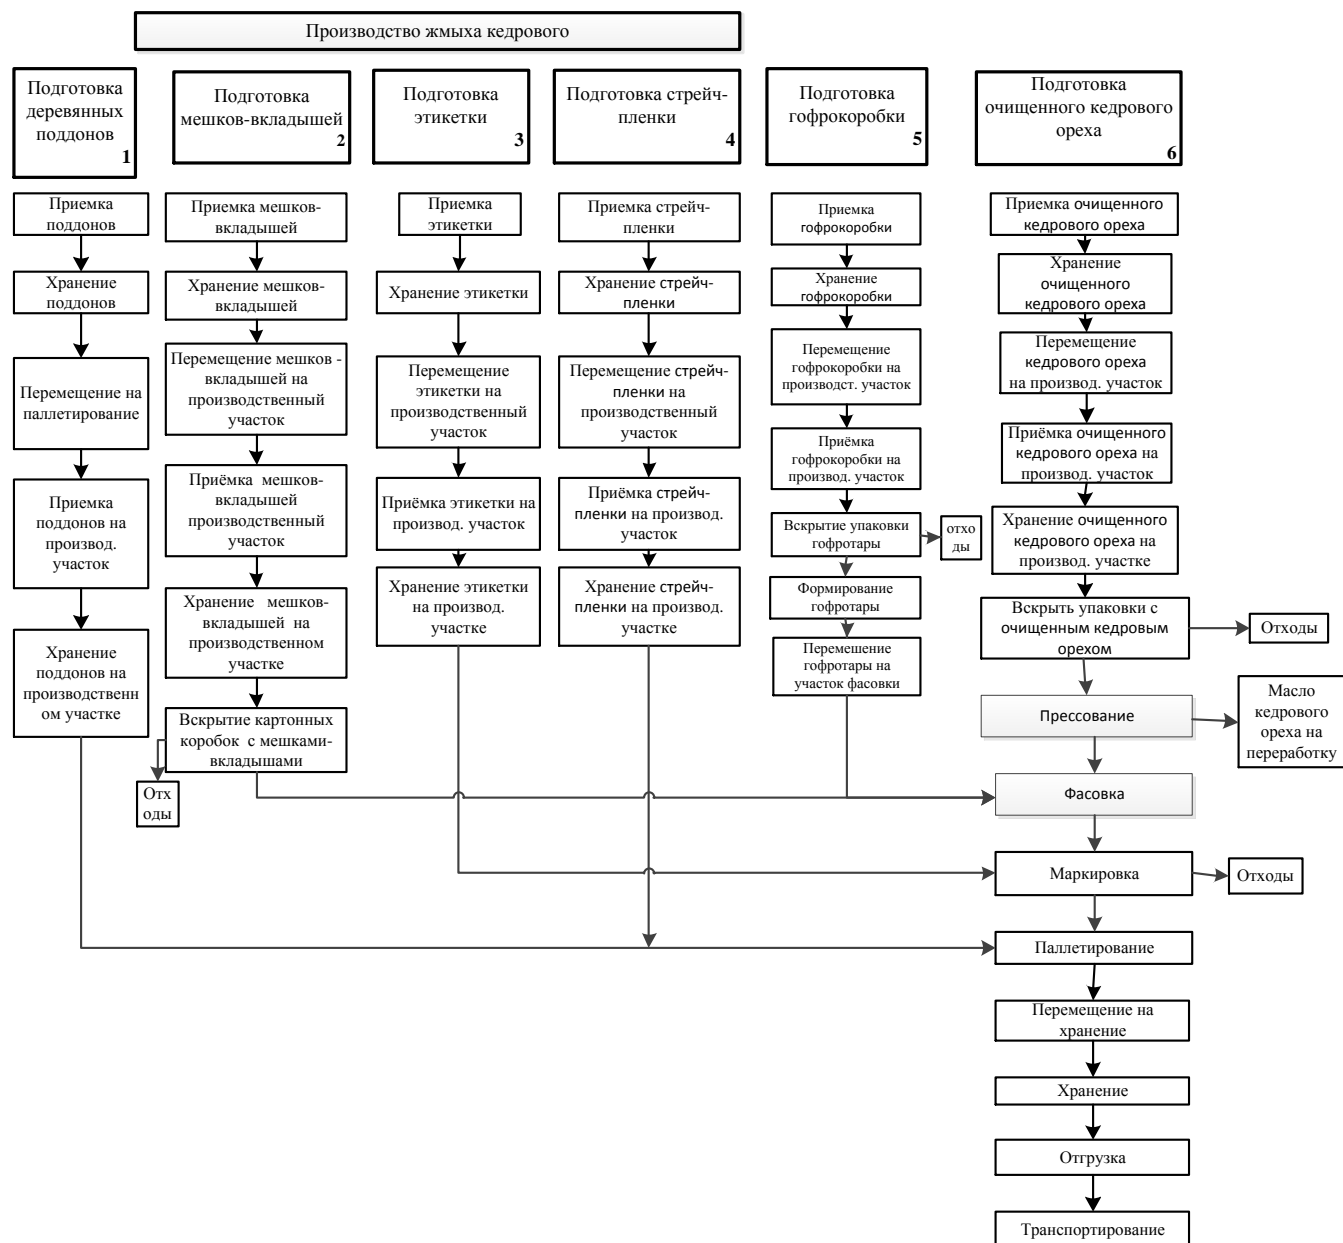 Производство жмыха кедрового
Подготовка
деревянных
поддонов
1
Подготовка
мешков-вкладышей
2
Подготовка
этикетки
3
Подготовка стрейч-
пленки
4
Подготовка
гофрокоробки
5
Подготовка
очищенного кедрового
ореха
6
Приемка
поддонов
Хранение
поддонов
Перемещение на
паллетирование
Приемка
поддонов на
производ.
участок
Хранение
поддонов на
производственн
ом участке
Приемка мешков-
вкладышей
Хранение мешков-
вкладышей
Перемещение мешков -
вкладышей на
производственный
участок
Приёмка мешков-
вкладышей
производственный
участок
Хранение мешков-
вкладышей на
производственном
участке
Вскрытие картонных
коробок с мешками-
вкладышами
Отх
оды
Приемка
этикетки
Хранение этикетки
Перемещение
этикетки на
производственный
участок
Приёмка этикетки на
производ. участок
Хранение этикетки
на производ.
участке
Приемка стрейч-
пленки
Хранение стрейч-
пленки
Перемещение стрейч-
пленки на
производственный
участок
Приёмка стрейч-
пленки на производ.
участок
Хранение стрейч-
пленки на производ.
участке
Приемка
гофрокоробки
Хранение
гофрокоробки
Перемещение
гофрокоробки на
производст. участок
Приёмка
гофрокоробки на
производ. участок
Вскрытие упаковки
гофротары
отхо
ды
Формирование
гофротары
Перемешение
гофротары на
участок фасовки
Приемка очищенного
кедрового ореха
Хранение
очищенного
кедрового ореха
Перемещение
кедрового ореха
на производ. участок
Приёмка очищенного
кедрового ореха на
производ. участок
Хранение очищенного
кедрового ореха на
производ. участке
Вскрыть упаковки с
очищенным кедровым
орехом
Отходы
Прессование
Масло
кедрового
ореха на
переработку
Фасовка
Маркировка
Отходы
Паллетирование
Перемещение на
хранение
Хранение
Отгрузка
Транспортирование